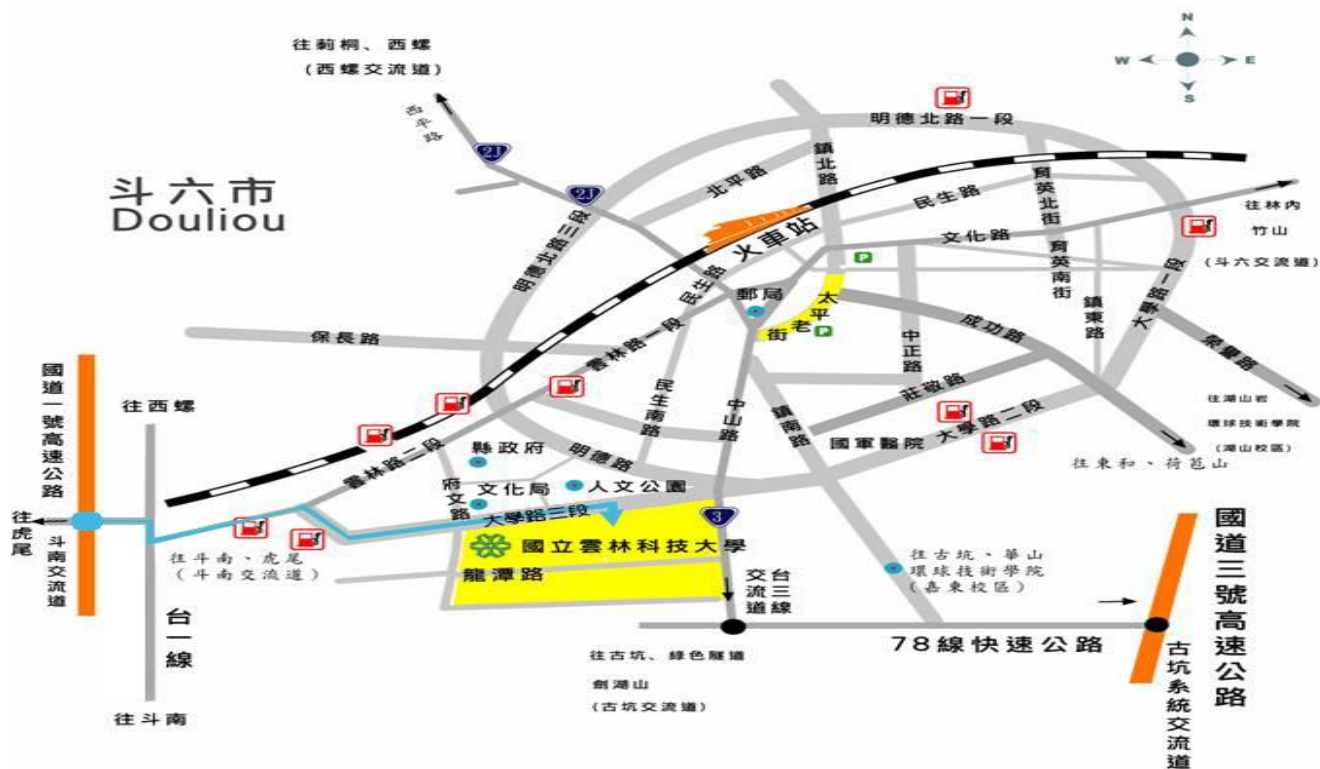 往莿桐、西螺
(西螺交流道)
西平路
2J
2J
斗六市
Douliou
N
W
E
S
明德北路一段
鎮北路
北平路
民生路
育英北街
文化路
往林內
竹山
(斗六交流道)
火車站
P
明德北路三段
民生路
郵局
太平老街
P
育英南街
鎮東路
大學路一段
成功路
中正路
榮譽路
保長路
雲林路一段
民生南路
中山路
鎮南路
莊敬路
國軍醫院
大學路二段
往湖山岩
環球技術學院
(湖山校區)
往東和、荷苞山
國道一號高速公路
往西螺
雲林路二段
縣政府
明德路
府文路
文化局
人文公園
大學路三段
3
國立雲林科技大學
龍潭路
往虎尾
斗南交流道
往斗南、虎尾
(斗南交流道)
台一線
往斗南
台三線
交流道
往古坑、華山
環球技術學院
(嘉東校區)
78線快速公路
往古坑、綠色隧道
劍湖山
(古坑交流道)
國道三號高速公路
古坑系統交流道